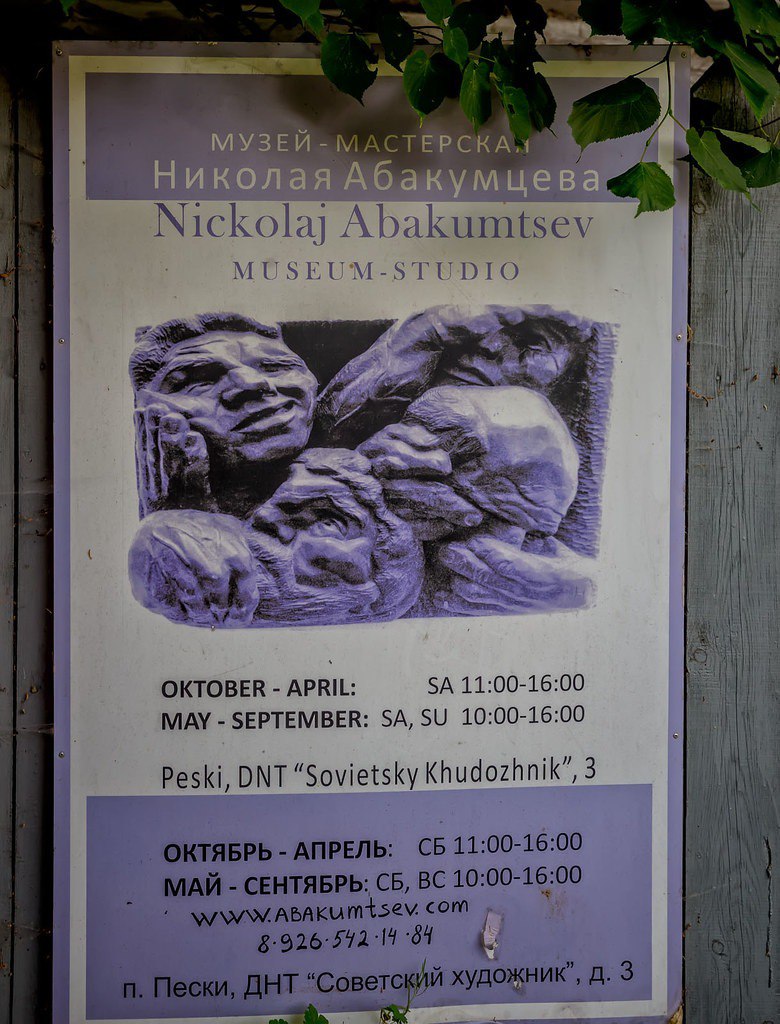 МУЗЕЙ - МАСТЕРСКАЯ
Николая Абакумцева
Nickolaj Abakumtsev
MUSEUM-STUDIO
OKTOBER - APRIL: SA 11:00-16:00
MAY - SEPTEMBER: SA, SU 10:00-16:00
Peski, DNT “Sovietsky Khudozhnik”, 3
ОКТЯБРЬ - АПРЕЛЬ: СБ 11:00-16:00
МАЙ - СЕНТЯБРЬ: СБ, ВС 10:00-16:00
www.abakumtsev.com
8·926·542·14·84
п. Пески, ДНТ “Советский художник”, д. 3